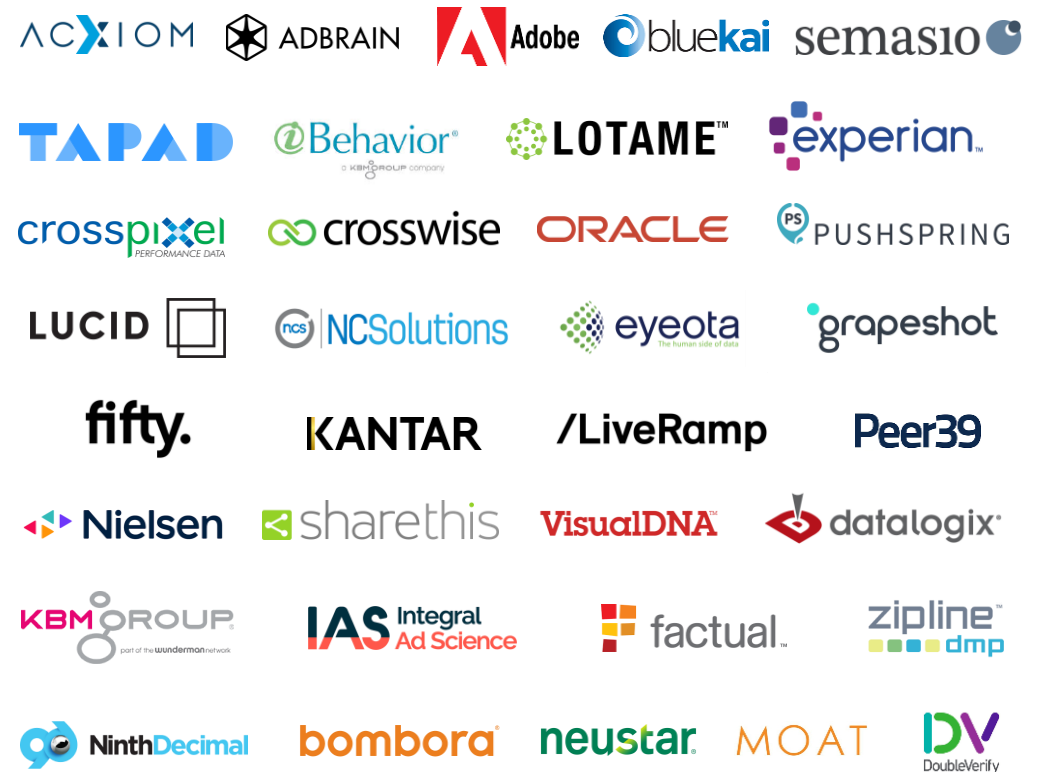 ACXIOM
ADBRAIN
Adobe
bluekai
semasio
TAPAD
iBehavior®
a KBMGROUP company
LOTAME™
experian™
crosspixel
PERFORMANCE DATA
crosswise
ORACLE
PS
PUSHSPRING
LUCID
ncs
NCSolutions
eyeota
The human side of data
grapeshot
fifty.
KANTAR
/LiveRamp
Peer39
Nielsen
sharethis
VisualDNA™
datalogix®
KBMGROUP®
part of the wunderman network
IAS Integral
Ad Science
factual™
zipline™
dmp
NinthDecimal
bombora®
neustar®
MOAT
DV
DoubleVerify